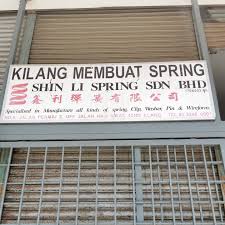 KILANG MEMBUAT SPRING
SHIN LI SPRING SDN BHD
鑫利彈簧有限公司
Specialised in Manufacture all kinds of spring, Clip, Washer, Pin & Wireform.